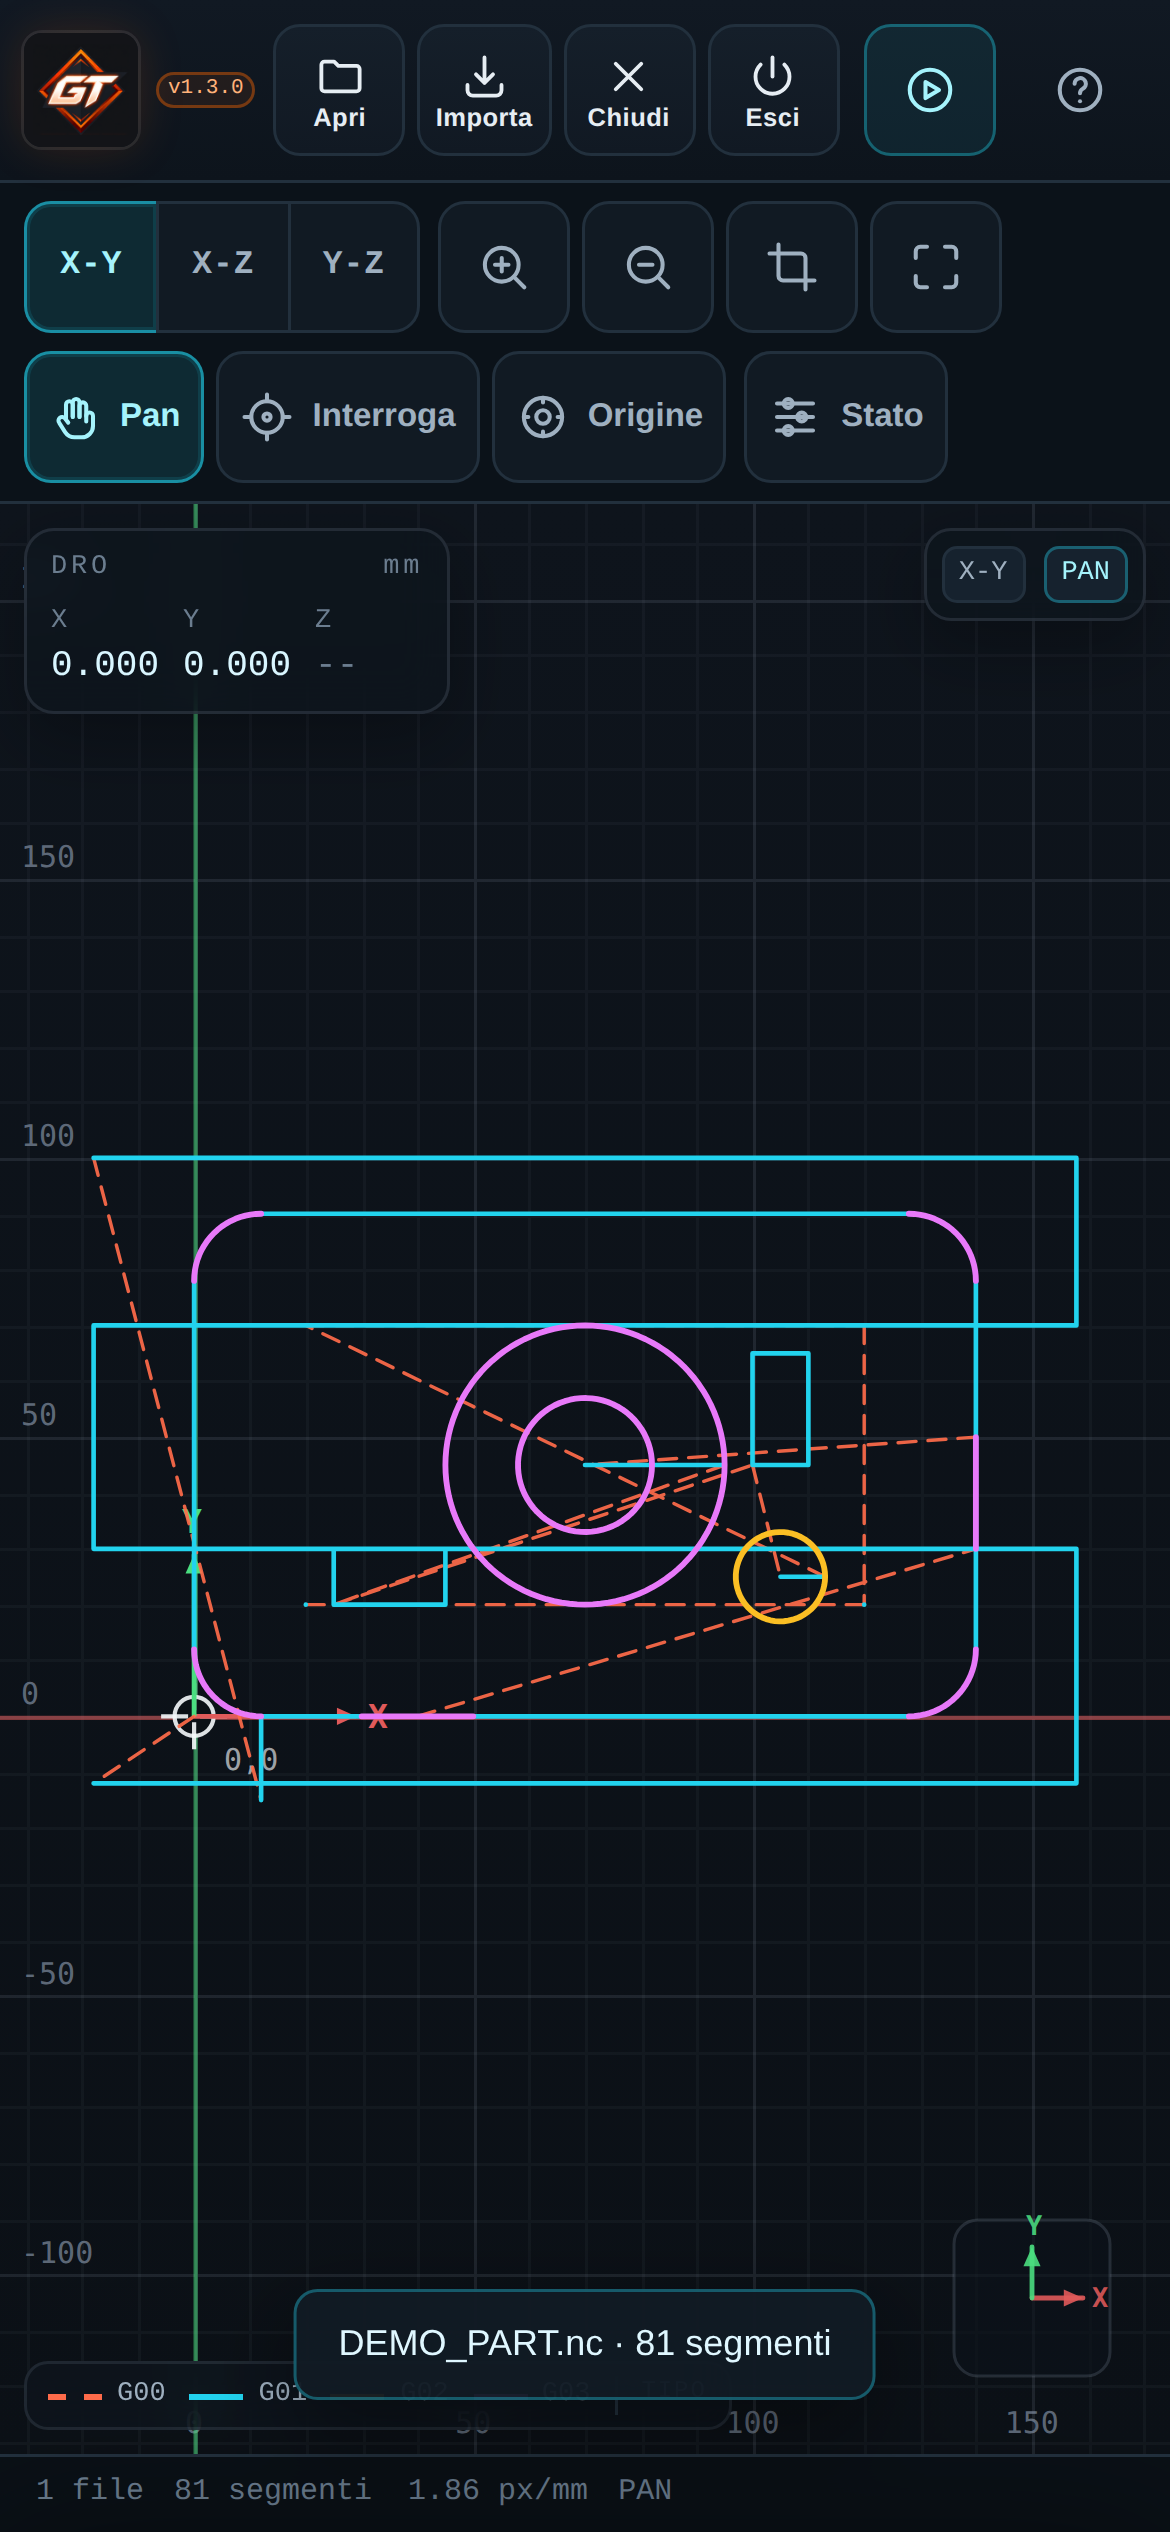 GT
v1.3.0
Apri
Importa
Chiudi
Esci
X-Y
X-Z
Y-Z
Pan
Interroga
Origine
Stato
DRO mm
X Y Z
0.000 0.000 --
X-Y
PAN
150
100
50
Y
0
X
0,0
-50
-100
Y
X
DEMO_PART.nc · 81 segmenti
G00
G01
G02
G03
0
50
100
150
1 file 81 segmenti 1.86 px/mm PAN